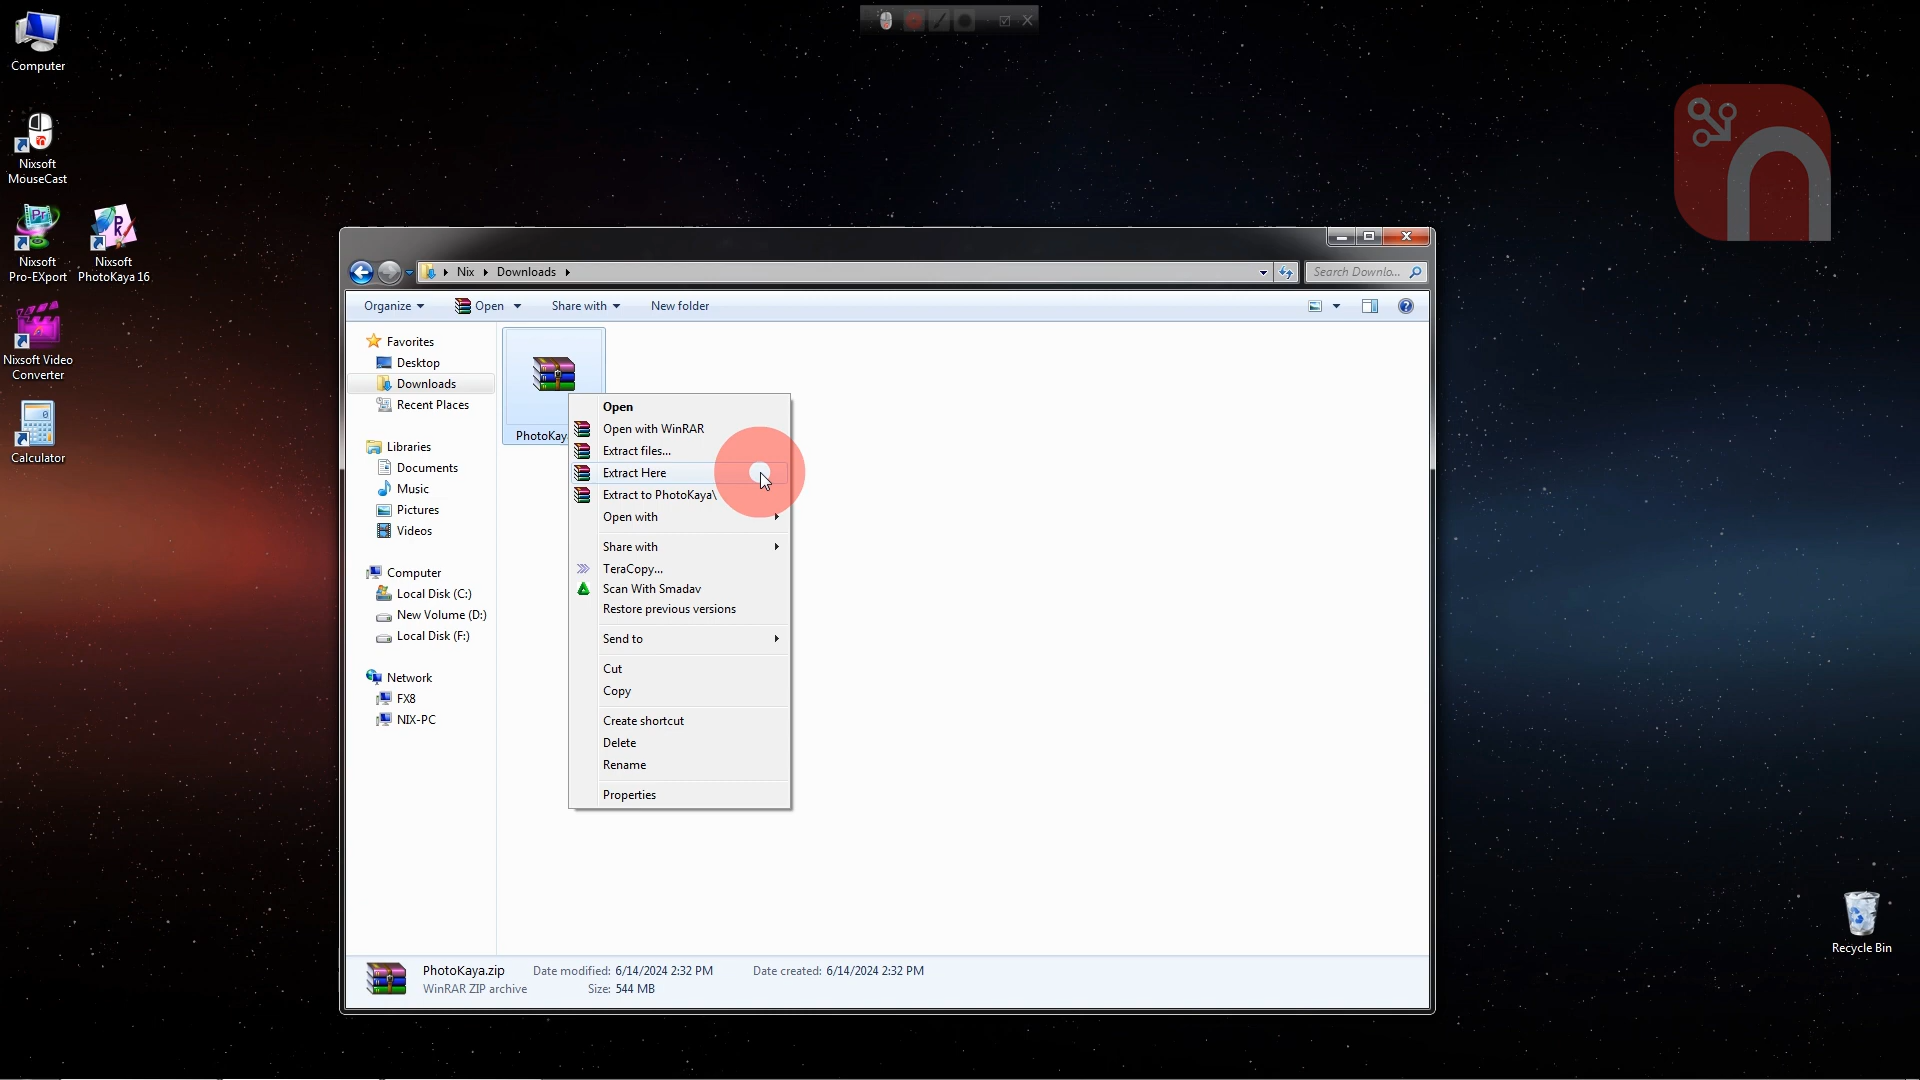 Computer
Nixsoft
MouseCast
Nixsoft
Pro-EXport
Nixsoft
PhotoKaya 16
Nixsoft Video
Converter
Calculator
Recycle Bin
Nix
Downloads
Search Downlo...
Organize
Open
Share with
New folder
Favorites
Desktop
Downloads
Recent Places
Libraries
Documents
Music
Pictures
Videos
Computer
Local Disk (C:)
New Volume (D:)
Local Disk (F:)
Network
FX8
NIX-PC
PhotoKay
Open
Open with WinRAR
Extract files...
Extract Here
Extract to PhotoKaya\
Open with
Share with
TeraCopy...
Scan With Smadav
Restore previous versions
Send to
Cut
Copy
Create shortcut
Delete
Rename
Properties
PhotoKaya.zip Date modified: 6/14/2024 2:32 PM Date created: 6/14/2024 2:32 PM
WinRAR ZIP archive Size: 544 MB